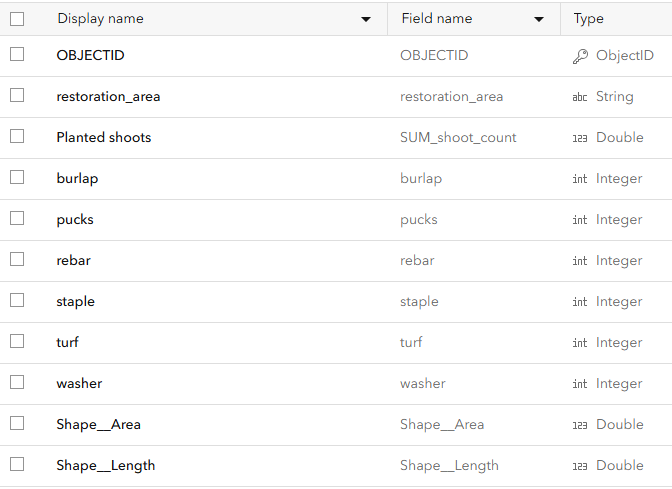 Display name Field name Type
OBJECTID OBJECTID ObjectID
restoration_area restoration_area abc String
Planted shoots SUM_shoot_count 123 Double
burlap burlap int Integer
pucks pucks int Integer
rebar rebar int Integer
staple staple int Integer
turf turf int Integer
washer washer int Integer
Shape__Area Shape__Area 123 Double
Shape__Length Shape__Length 123 Double